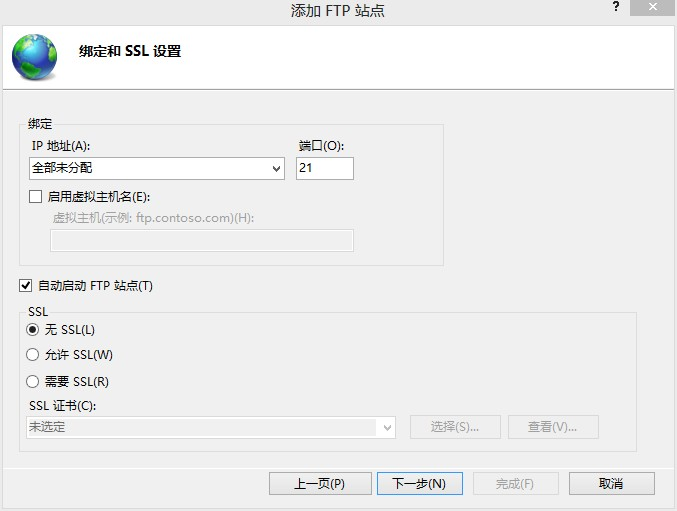 添加 FTP 站点
?
绑定和 SSL 设置
绑定
IP 地址(A): 端口(O):
全部未分配 21
启用虚拟主机名(E):
虚拟主机(示例: ftp.contoso.com)(H):
自动启动 FTP 站点(T)
SSL
无 SSL(L)
允许 SSL(W)
需要 SSL(R)
SSL 证书(C):
未选定 选择(S)... 查看(V)...
上一页(P) 下一步(N) 完成(F) 取消